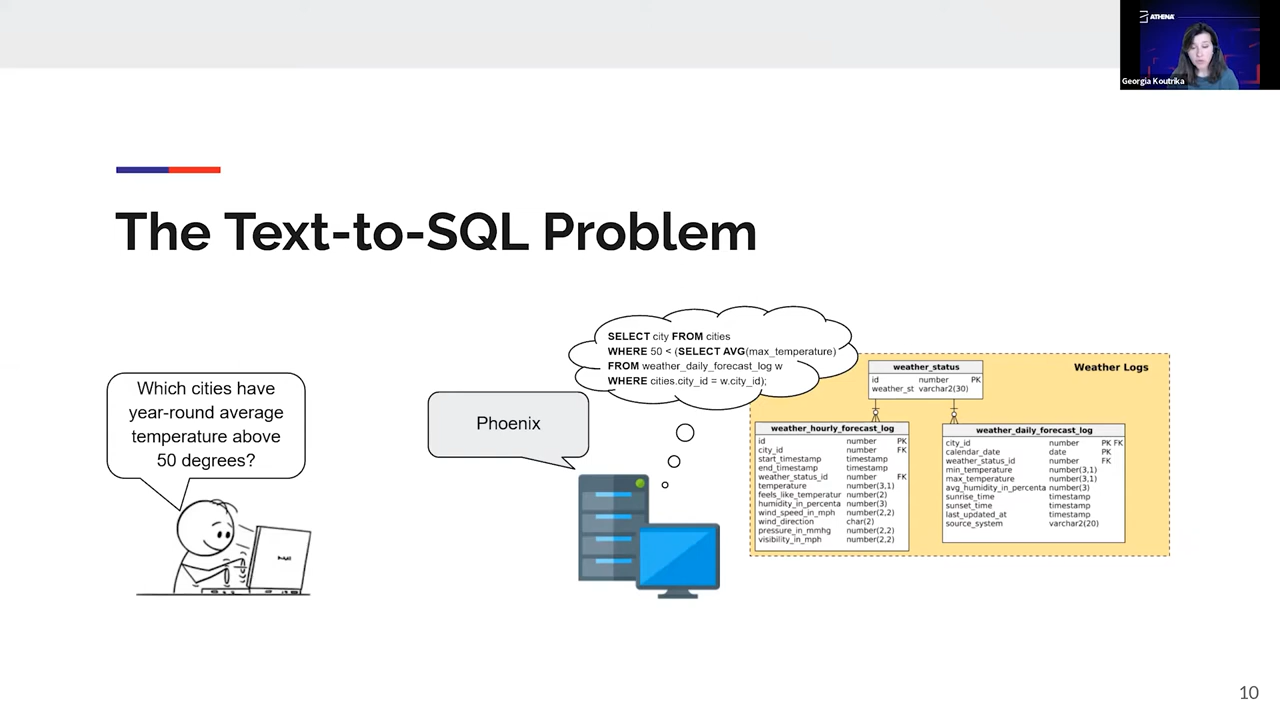 ATHENA
Georgia Koutrika
The Text-to-SQL Problem
Which cities have
year-round average
temperature above
50 degrees?
Phoenix
SELECT city FROM cities
WHERE 50 < (SELECT AVG(max_temperature)
FROM weather_daily_forecast_log w
WHERE cities.city_id = w.city_id);
Weather Logs
weather_status
id number PK
weather_st varchar2(30)
weather_hourly_forecast_log
id number PK
city_id number FK
start_timestamp timestamp
end_timestamp timestamp
weather_status_id number FK
temperature number(3,1)
feels_like_temperatur number(2)
humidity_in_percenta number(3)
wind_speed_in_mph number(2,2)
wind_direction char(2)
pressure_in_mmhg number(2,2)
visibility_in_mph number(2,2)
weather_daily_forecast_log
city_id number PK FK
calendar_date date PK
weather_status_id number FK
min_temperature number(3,1)
max_temperature number(3,1)
avg_humidity_in_percenta number(3)
sunrise_time timestamp
sunset_time timestamp
last_updated_at timestamp
source_system varchar2(20)
10